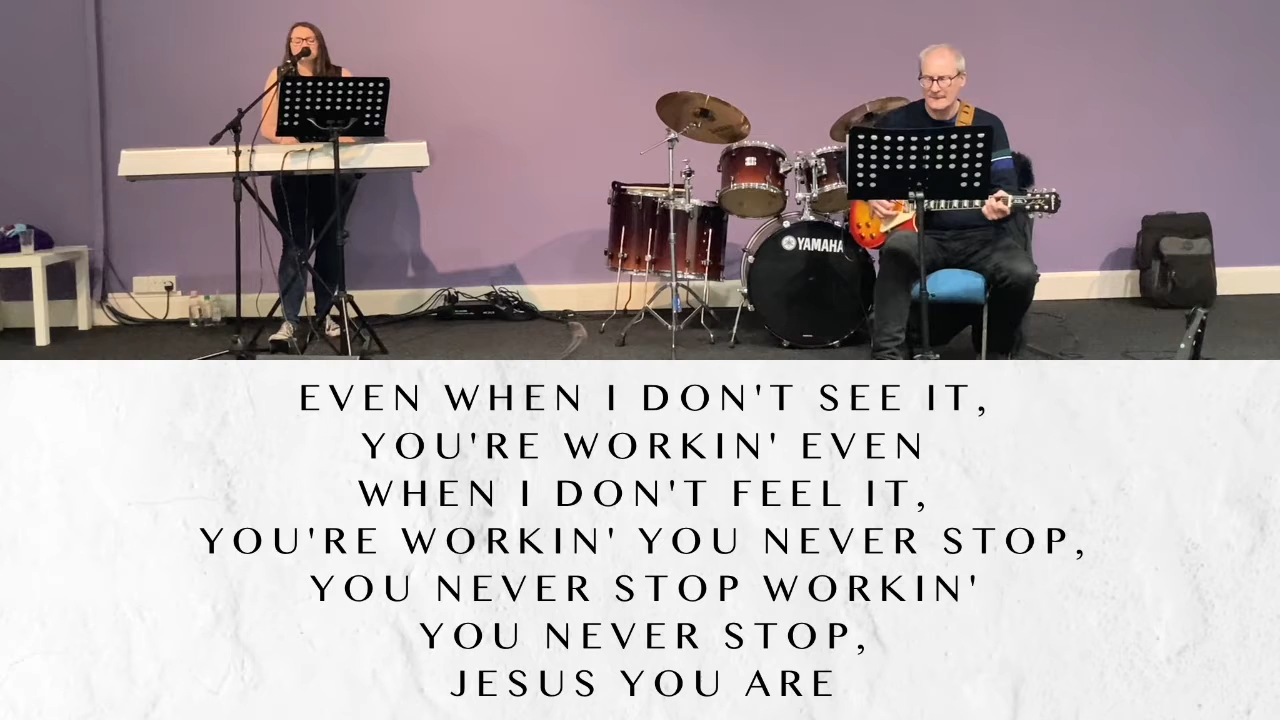 YAMAHA
EVEN WHEN I DON'T SEE IT,
YOU'RE WORKIN' EVEN
WHEN I DON'T FEEL IT,
YOU'RE WORKIN' YOU NEVER STOP,
YOU NEVER STOP WORKIN'
YOU NEVER STOP,
JESUS YOU ARE